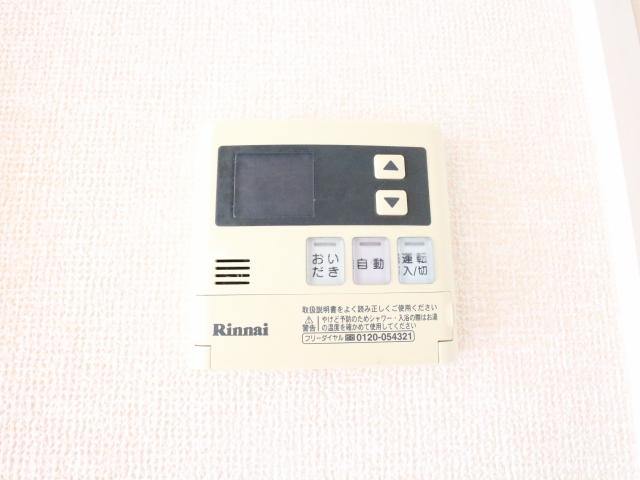 おい
だき
自動
運転
入/切
取扱説明書をよく読み正しくご使用ください
警告
やけど予防のためシャワー・入浴の際はお湯
の温度を確かめて使用してください
Rinnai
フリーダイヤル 0120-054321